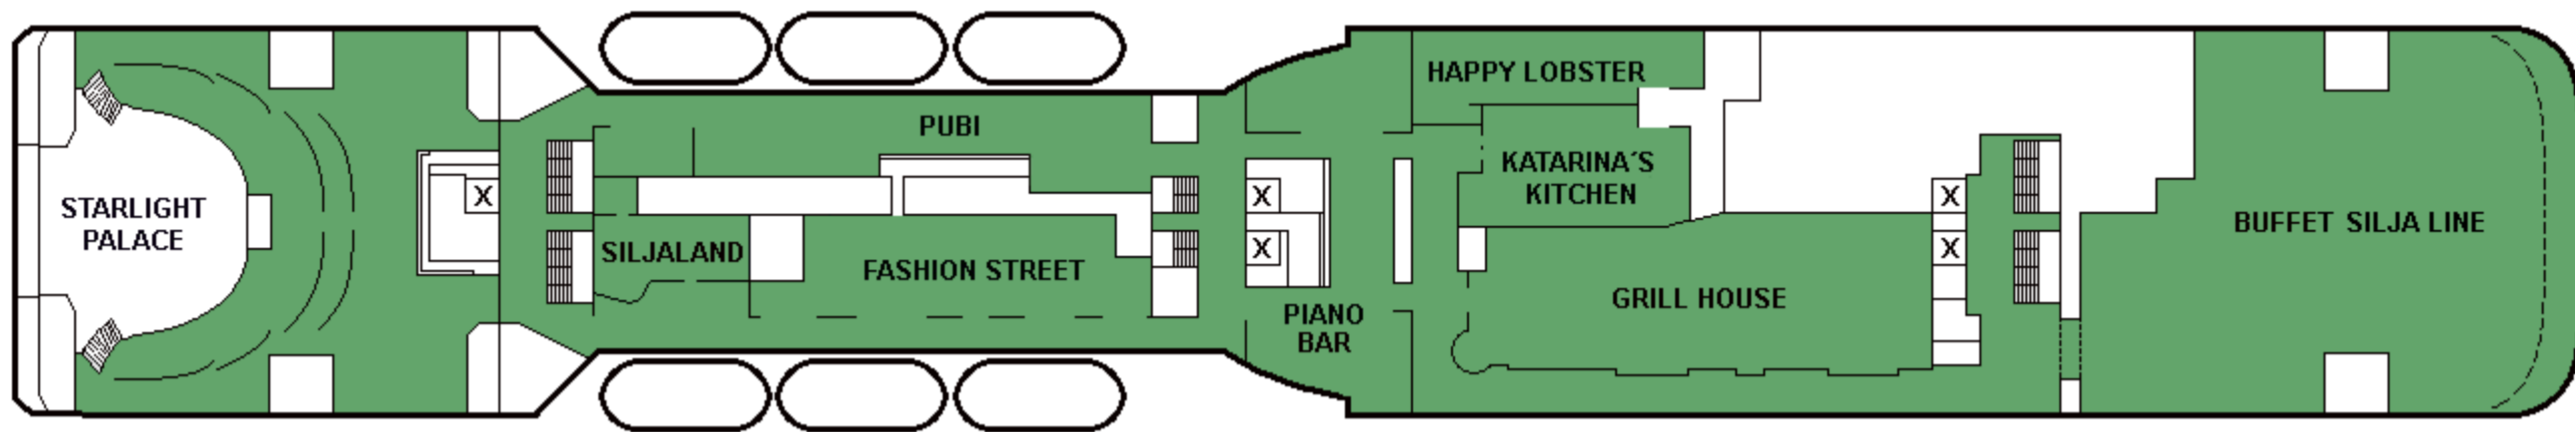 STARLIGHT
PALACE
X
PUBI
SILJALAND
FASHION STREET
X
X
PIANO
BAR
HAPPY LOBSTER
KATARINA´S
KITCHEN
GRILL HOUSE
X
X
BUFFET SILJA LINE